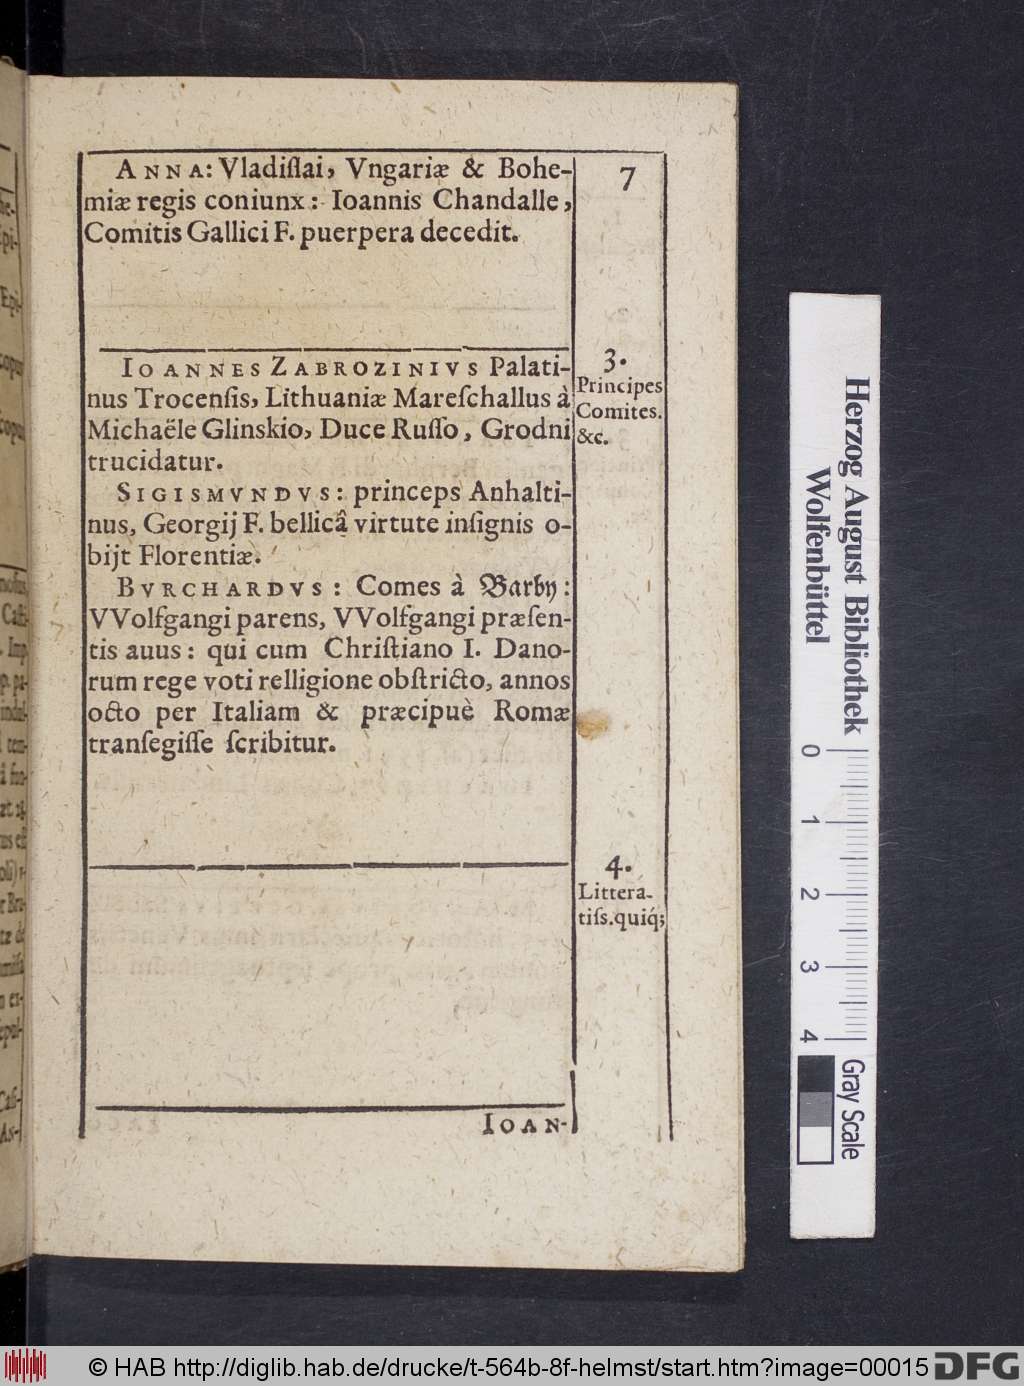 7
ANNA: Vladiſlai, Vngariæ & Bohe-
miæ regis coniunx: Ioannis Chandalle,
Comitis Gallici F. puerpera decedit.
3.
Principes
Comites.
&c.
IOANNES ZABROZINIVS Palati-
nus Trocenſis, Lithuaniæ Mareſchallus à
Michaële Glinskio, Duce Ruſſo, Grodni
trucidatur.
SIGISMVNDVS: princeps Anhalti-
nus, Georgij F. bellicâ virtute inſignis o-
bijt Florentiæ.
BVRCHARDVS: Comes à Barby:
VVolfgangi parens, VVolfgangi præſen-
tis auus: qui cum Chriſtiano I. Dano-
rum rege voti relligione obſtricto, annos
octo per Italiam & præcipuè Romæ
tranſegiſſe ſcribitur.
4.
Littera-
tiſs.quiq́;
IOAN-
Herzog August Bibliothek
Wolfenbüttel
0 1 2 3 4
Gray Scale
© HAB http://diglib.hab.de/drucke/t-564b-8f-helmst/start.htm?image=00015
DFG